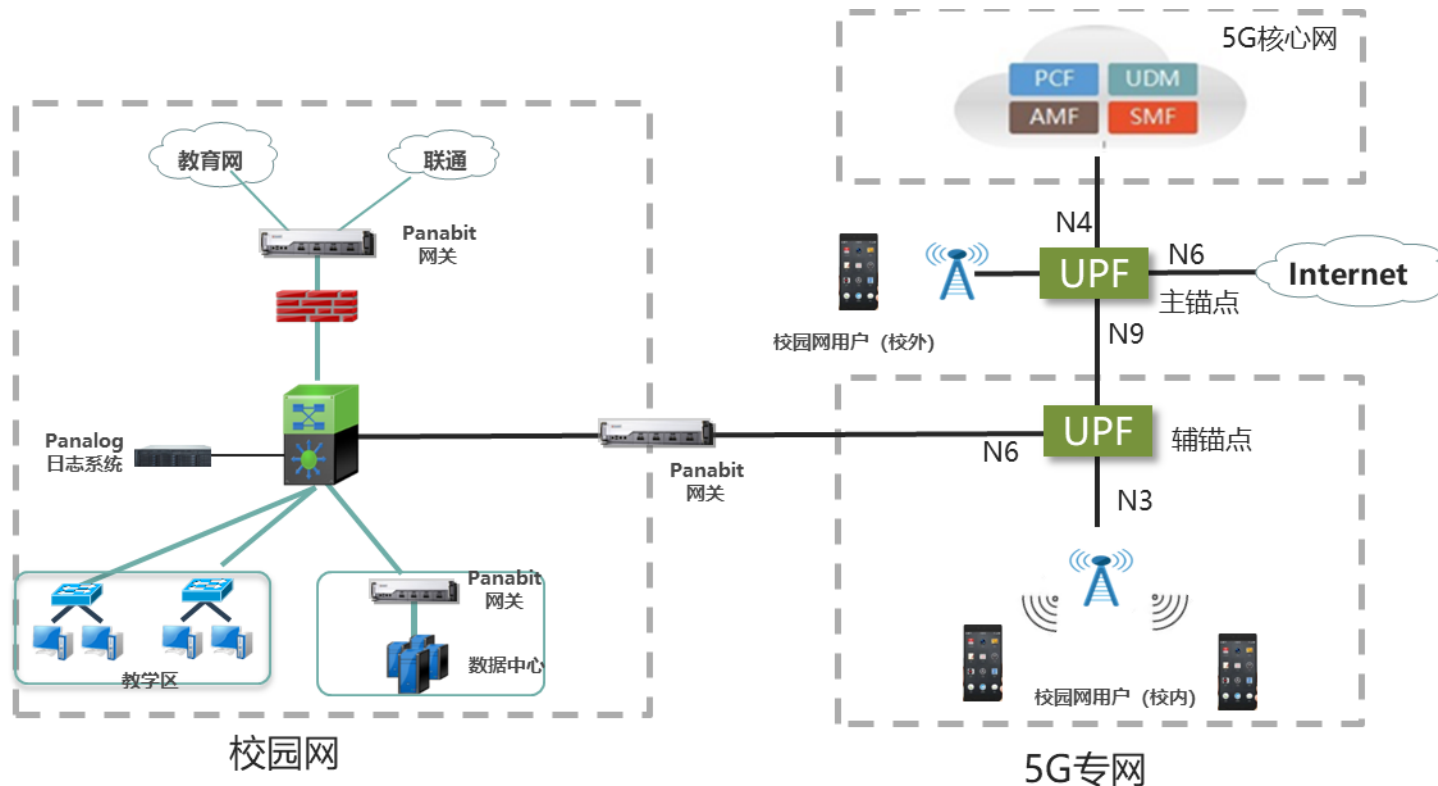 5G核心网
PCF
UDM
AMF
SMF
教育网
联通
Panabit
网关
N4
UPF
N6
Internet
主锚点
校园网用户（校外）
N9
Panalog
日志系统
Panabit
网关
N6
UPF
辅锚点
N3
Panabit
网关
数据中心
教学区
校园网用户（校内）
校园网
5G专网